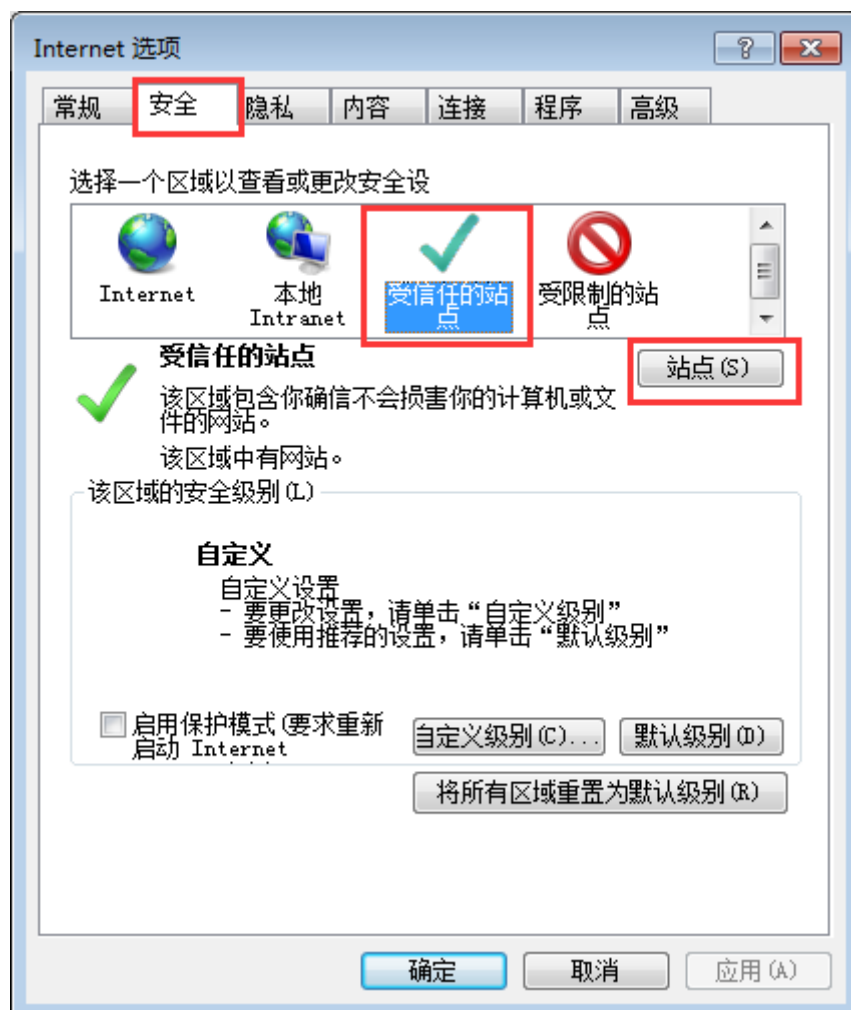 Internet 选项
常规 安全 隐私 内容 连接 程序 高级
选择一个区域以查看或更改安全设
Internet
本地
Intranet
受信任的站
点
受限制的站
点
受信任的站点
站点(S)
该区域包含你确信不会损害你的计算机或文
件的网站。
该区域中有网站。
该区域的安全级别(L)
自定义
自定义设置
- 要更改设置，请单击“自定义级别”
- 要使用推荐的设置，请单击“默认级别”
启用保护模式(要求重新
启动 Internet
自定义级别(C)... 默认级别(D)
将所有区域重置为默认级别(R)
确定 取消 应用(A)